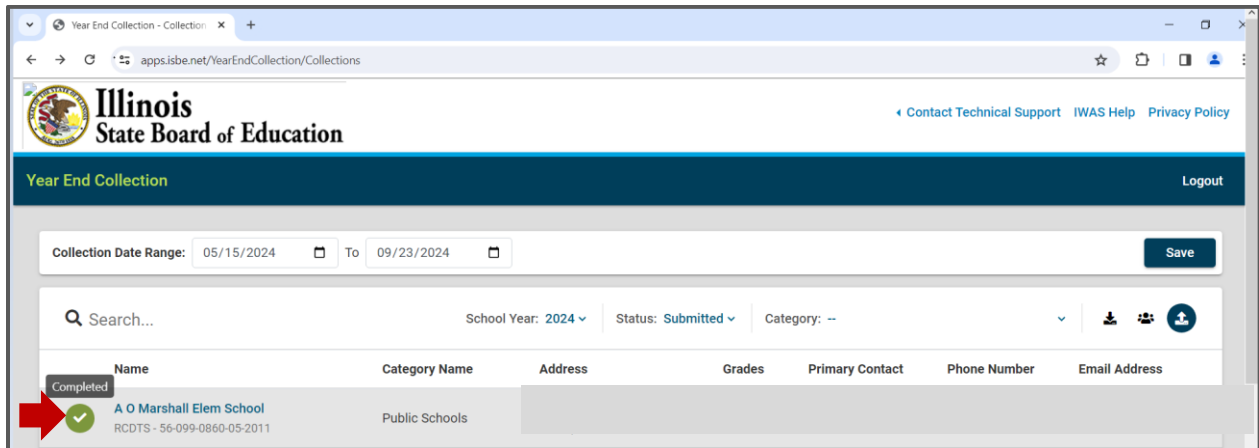 Year End Collection - Collection
apps.isbe.net/YearEndCollection/Collections
Illinois
State Board of Education
Contact Technical Support IWAS Help Privacy Policy
Year End Collection Logout
Collection Date Range: 05/15/2024 To 09/23/2024 Save
Search... School Year: 2024 Status: Submitted Category: --
Name Category Name Address Grades Primary Contact Phone Number Email Address
Completed
A O Marshall Elem School Public Schools
RCDTS - 56-099-0860-05-2011